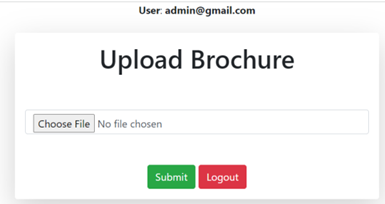 User: admin@gmail.com
Upload Brochure
Choose File No file chosen
Submit Logout